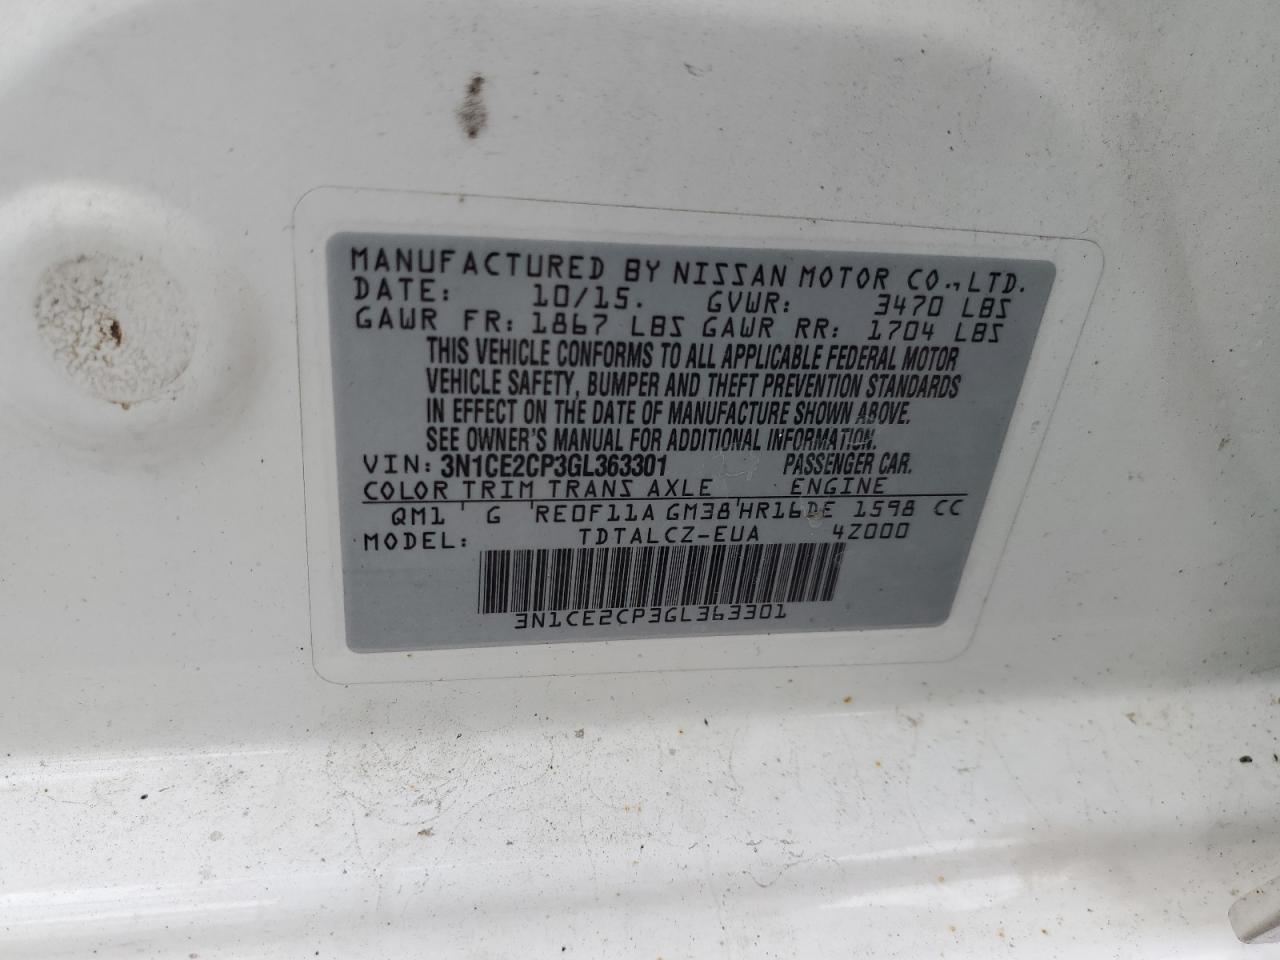 MANUFACTURED BY NISSAN MOTOR CO., LTD.
DATE: 10/15. GVWR: 3470 LBS
GAWR FR: 1867 LBS GAWR RR: 1704 LBS
THIS VEHICLE CONFORMS TO ALL APPLICABLE FEDERAL MOTOR
VEHICLE SAFETY, BUMPER AND THEFT PREVENTION STANDARDS
IN EFFECT ON THE DATE OF MANUFACTURE SHOWN ABOVE.
SEE OWNER'S MANUAL FOR ADDITIONAL INFORMATION.
VIN: 3N1CE2CP3GL363301 PASSENGER CAR.
COLOR TRIM TRANS AXLE ENGINE
QM1 ' G ' RE0F11A GM38 ' HR16DE 1598 CC
MODEL: TDTALCZ-EUA 4Z000
3N1CE2CP3GL363301